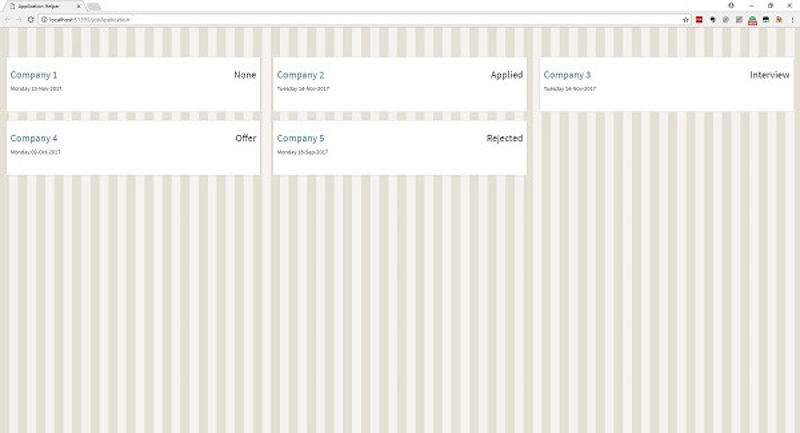 Application Helper
localhost:51393/JobApplication
Company 1
None
Monday 13-Nov-2017
Company 2
Applied
Tuesday 14-Nov-2017
Company 3
Interview
Tuesday 14-Nov-2017
Company 4
Offer
Monday 09-Oct-2017
Company 5
Rejected
Monday 18-Sep-2017